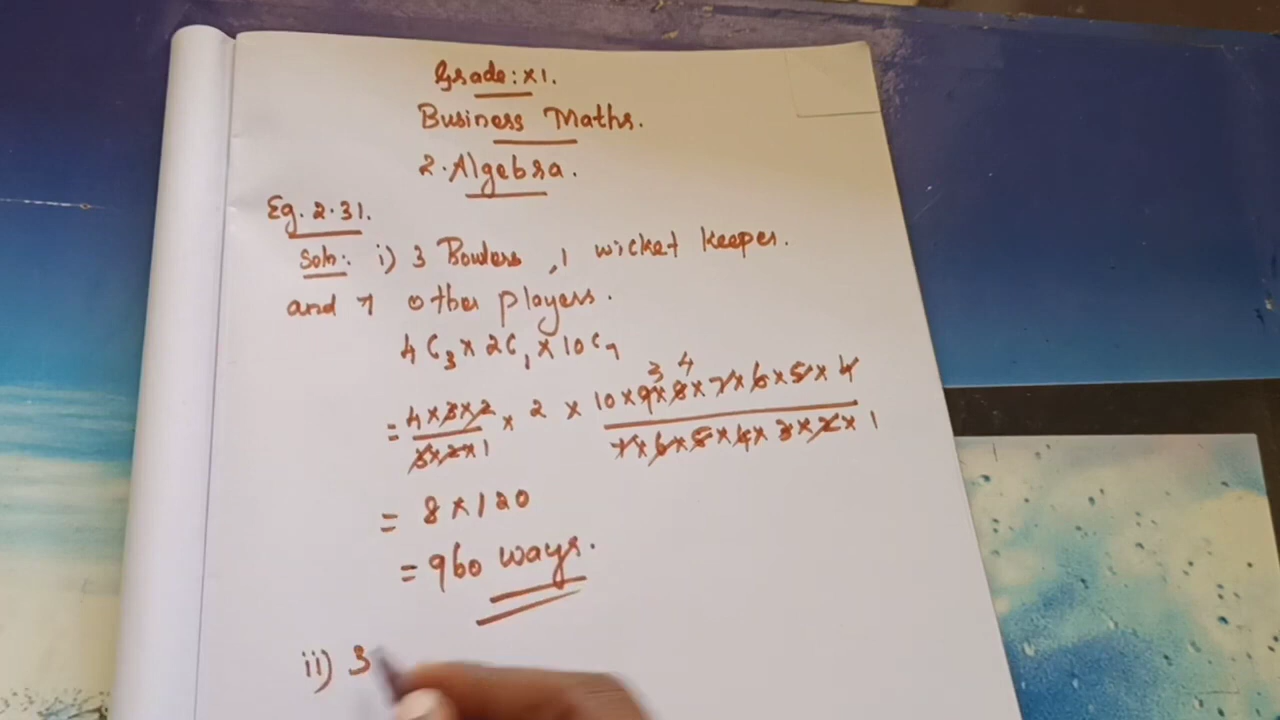 Grade: XI.
Business Maths.
2. Algebra.
Eg. 2.31.
Soln: i) 3 Bowlers, 1 wicket keeper.
and 7 other players.
4C₃ × 2C₁ × 10C₇
= 4×3×2 / 3×2×1 × 2 × 10×9×8×7×6×5×4 / 7×6×5×4×3×2×1
3 4
= 8 × 120
= 960 ways.
ii) 3